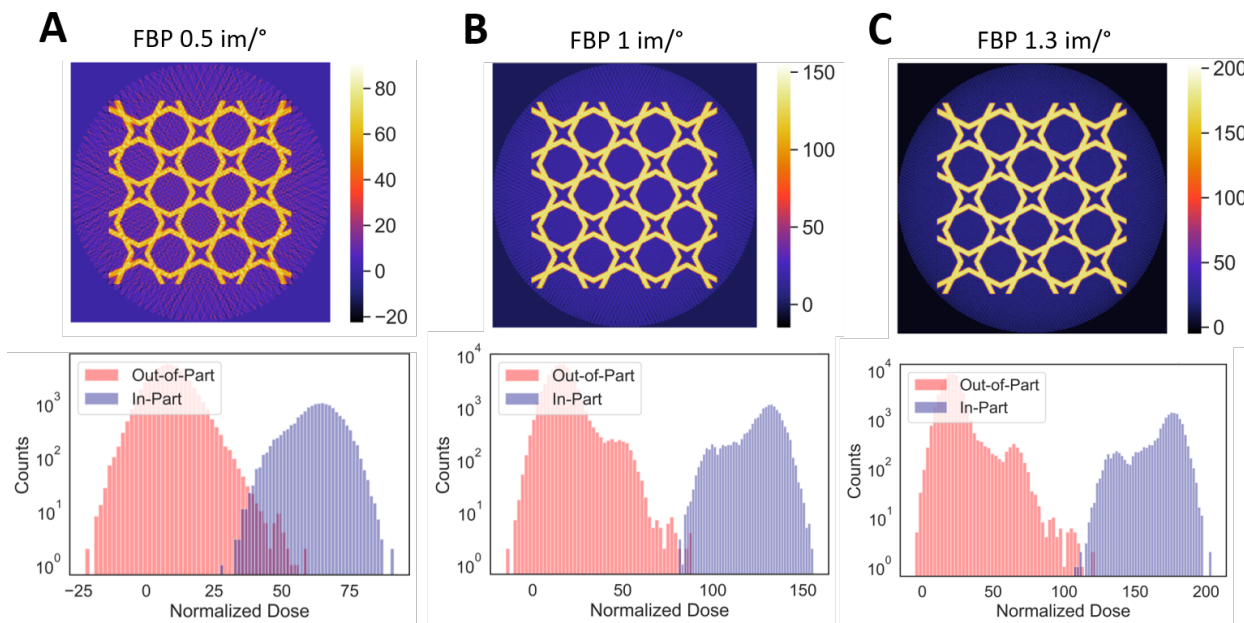 A
FBP 0.5 im/°
80
60
40
20
0
−20
B
FBP 1 im/°
150
100
50
0
C
FBP 1.3 im/°
200
150
100
50
0
Out-of-Part
In-Part
Counts
10³
10²
10¹
10⁰
−25 0 25 50 75
Normalized Dose
Out-of-Part
In-Part
Counts
10⁴
10³
10²
10¹
10⁰
0 50 100 150
Normalized Dose
Out-of-Part
In-Part
Counts
10⁴
10³
10²
10¹
10⁰
0 50 100 150 200
Normalized Dose